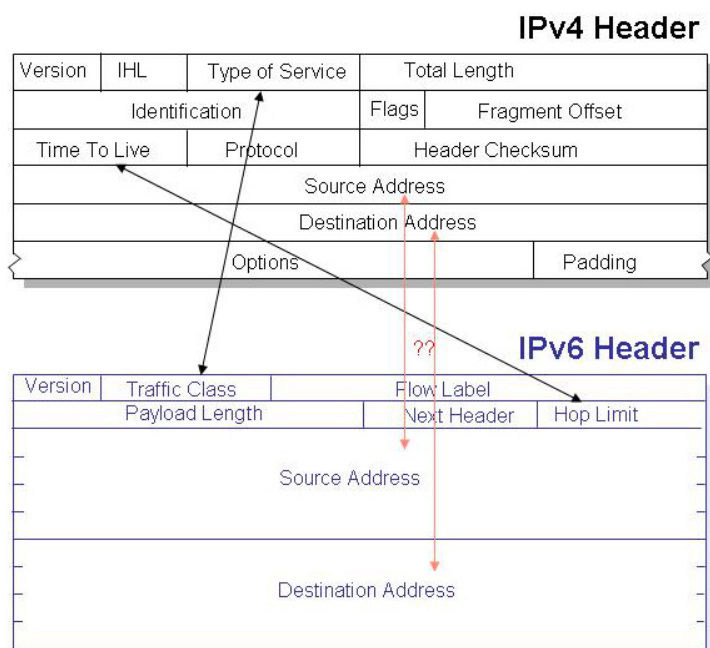 IPv4 Header
Version IHL Type of Service Total Length
Identification Flags Fragment Offset
Time To Live Protocol Header Checksum
Source Address
Destination Address
Options Padding
??
IPv6 Header
Version Traffic Class Flow Label
Payload Length Next Header Hop Limit
Source Address
Destination Address